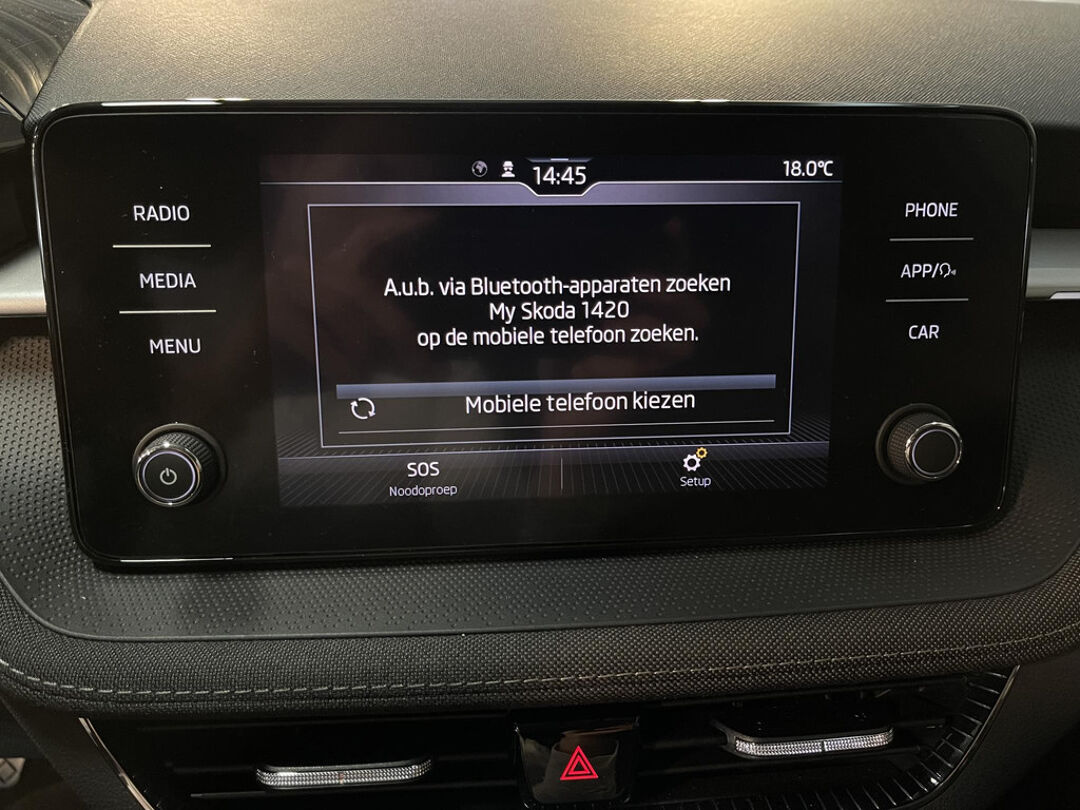 14:45
18.0°C
RADIO
MEDIA
MENU
A.u.b. via Bluetooth-apparaten zoeken
My Skoda 1420
op de mobiele telefoon zoeken.
Mobiele telefoon kiezen
SOS
Noodoproep
Setup
PHONE
APP/
CAR